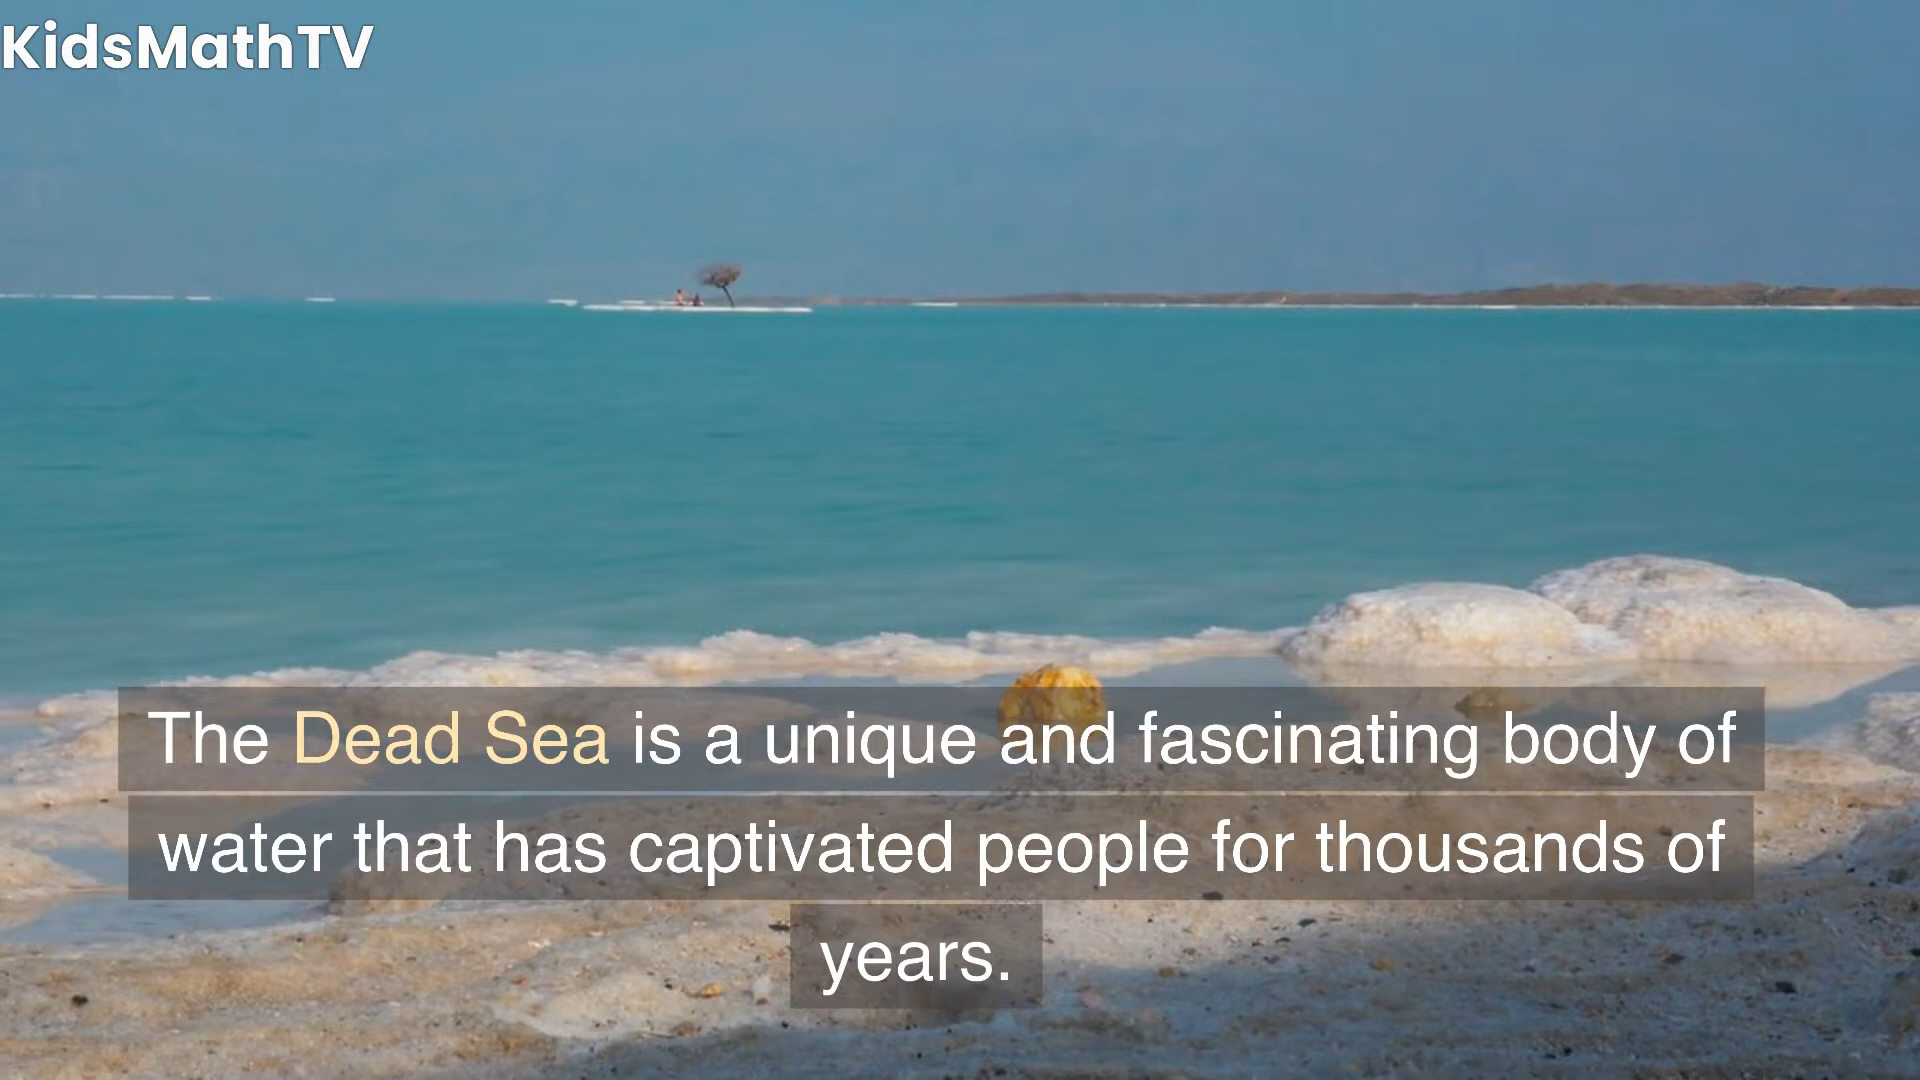 KidsMathTV
The Dead Sea is a unique and fascinating body of
water that has captivated people for thousands of
years.